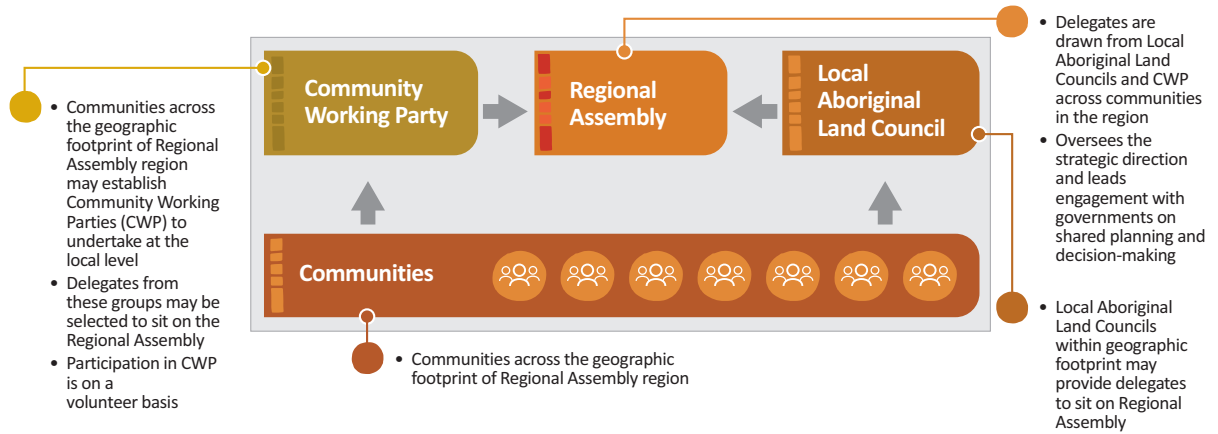 Community
Working Party
Regional
Assembly
Local
Aboriginal
Land Council
Communities
• Communities across
the geographic
footprint of Regional
Assembly region
may establish
Community Working
Parties (CWP) to
undertake at the
local level
• Delegates from
these groups may be
selected to sit on the
Regional Assembly
• Participation in CWP
is on a
volunteer basis
• Communities across the geographic
footprint of Regional Assembly region
• Delegates are
drawn from Local
Aboriginal Land
Councils and CWP
across communities
in the region
• Oversees the
strategic direction
and leads
engagement with
governments on
shared planning and
decision-making
• Local Aboriginal
Land Councils
within geographic
footprint may
provide delegates
to sit on Regional
Assembly